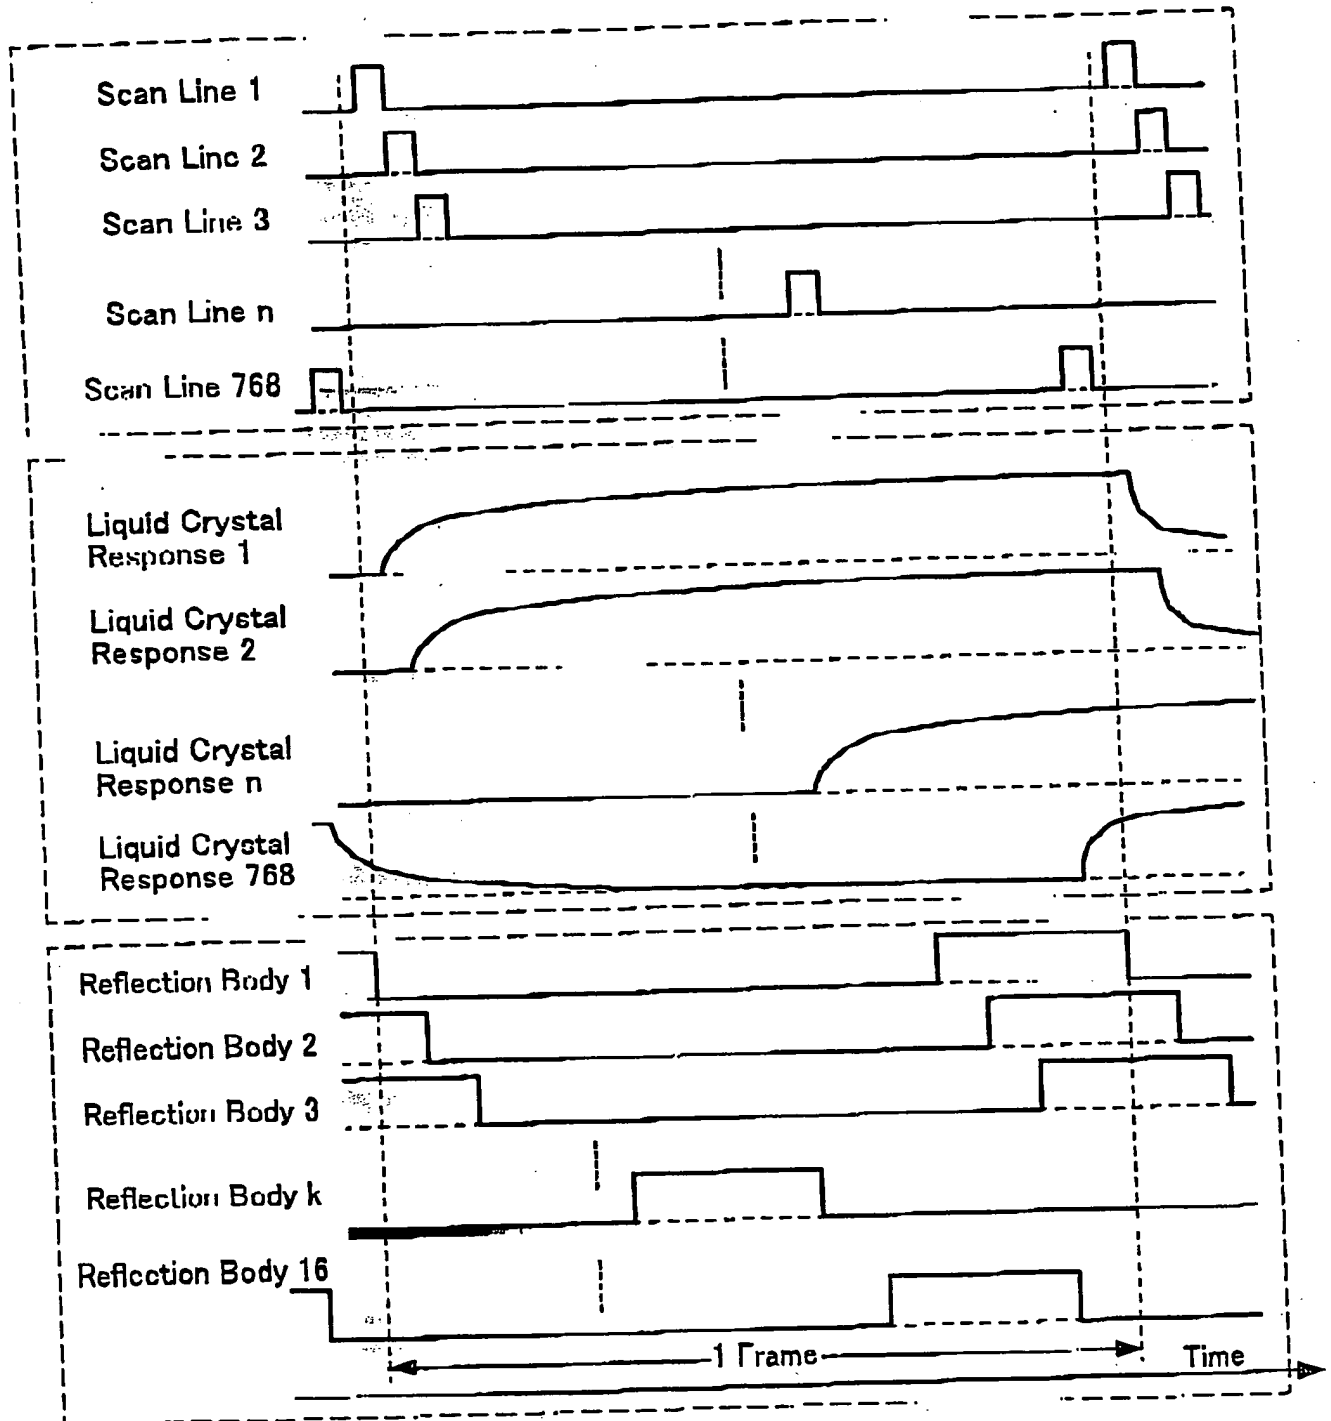 Scan Line 1
Scan Line 2
Scan Line 3
Scan Line n
Scan Line 768
Liquid Crystal
Response 1
Liquid Crystal
Response 2
Liquid Crystal
Response n
Liquid Crystal
Response 768
Reflection Body 1
Reflection Body 2
Reflection Body 3
Reflection Body k
Reflection Body 16
1 Frame
Time